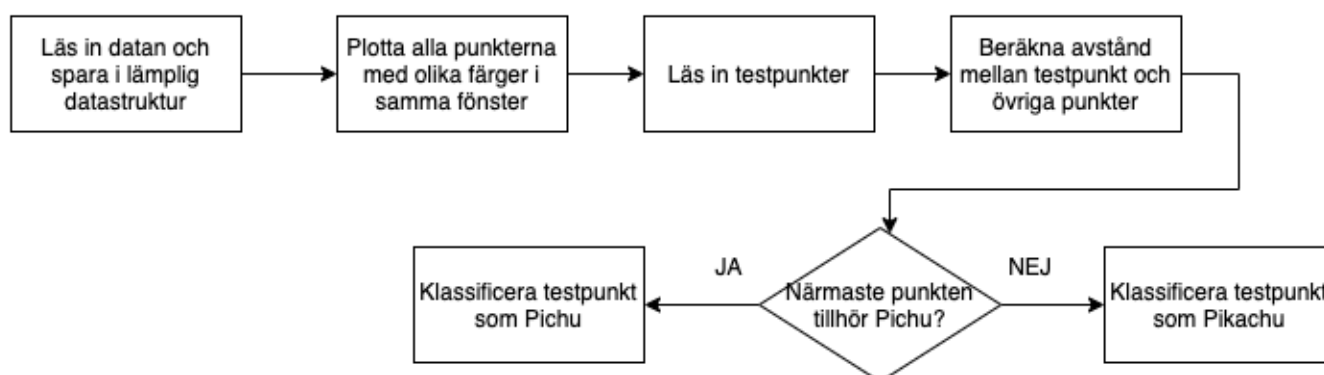 Läs in datan och
spara i lämplig
datastruktur
Plotta alla punkterna
med olika färger i
samma fönster
Läs in testpunkter
Beräkna avstånd
mellan testpunkt och
övriga punkter
JA
NEJ
Klassificera testpunkt
som Pichu
Närmaste punkten
tillhör Pichu?
Klassificera testpunkt
som Pikachu